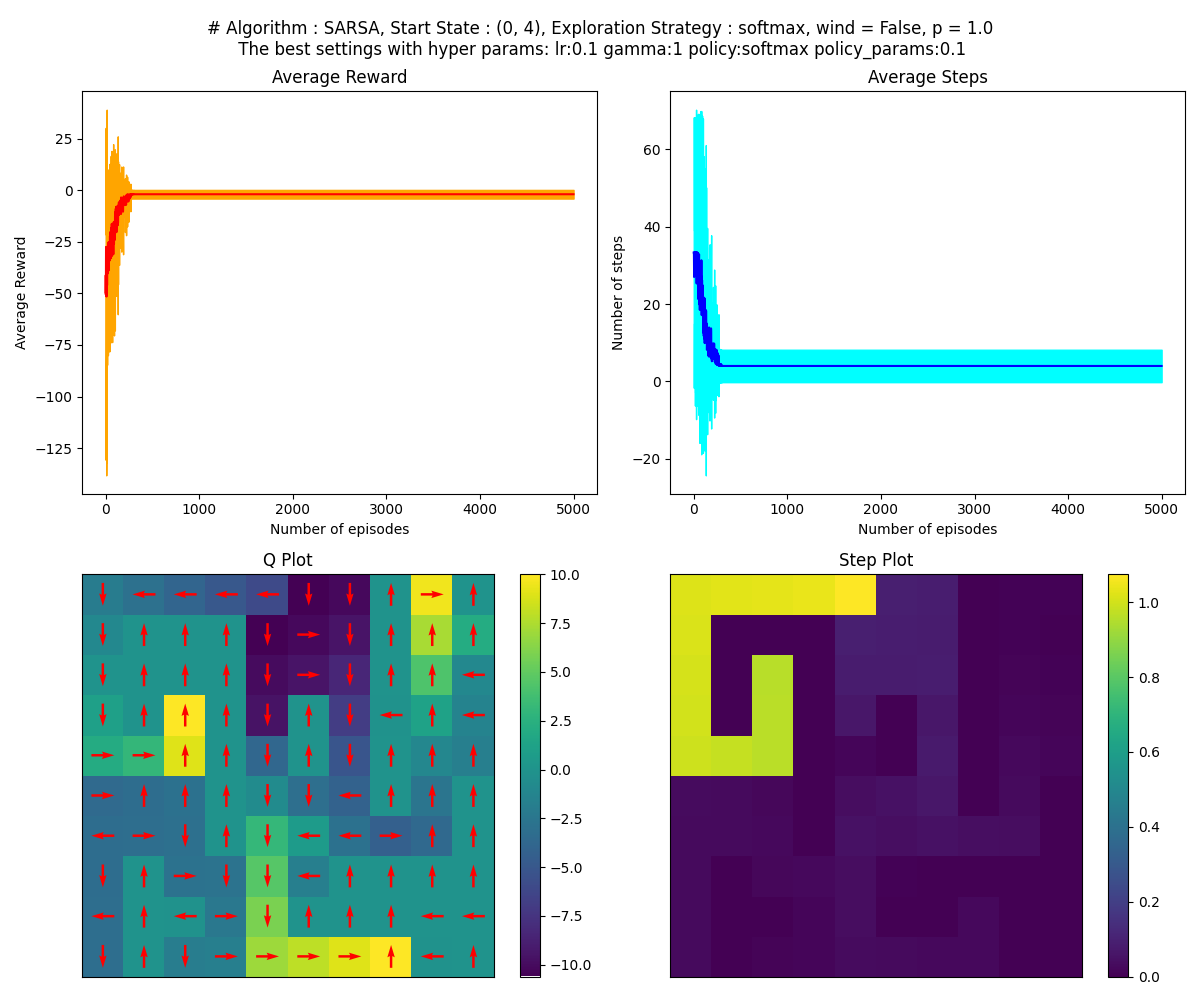 # Algorithm : SARSA, Start State : (0, 4), Exploration Strategy : softmax, wind = False, p = 1.0
The best settings with hyper params: lr:0.1 gamma:1 policy:softmax policy_params:0.1
Average Reward
25
0
−25
−50
−75
−100
−125
Average Reward
0 1000 2000 3000 4000 5000
Number of episodes
Average Steps
60
40
20
0
−20
Number of steps
0 1000 2000 3000 4000 5000
Number of episodes
Q Plot
10.0
7.5
5.0
2.5
0.0
−2.5
−5.0
−7.5
−10.0
Step Plot
1.0
0.8
0.6
0.4
0.2
0.0